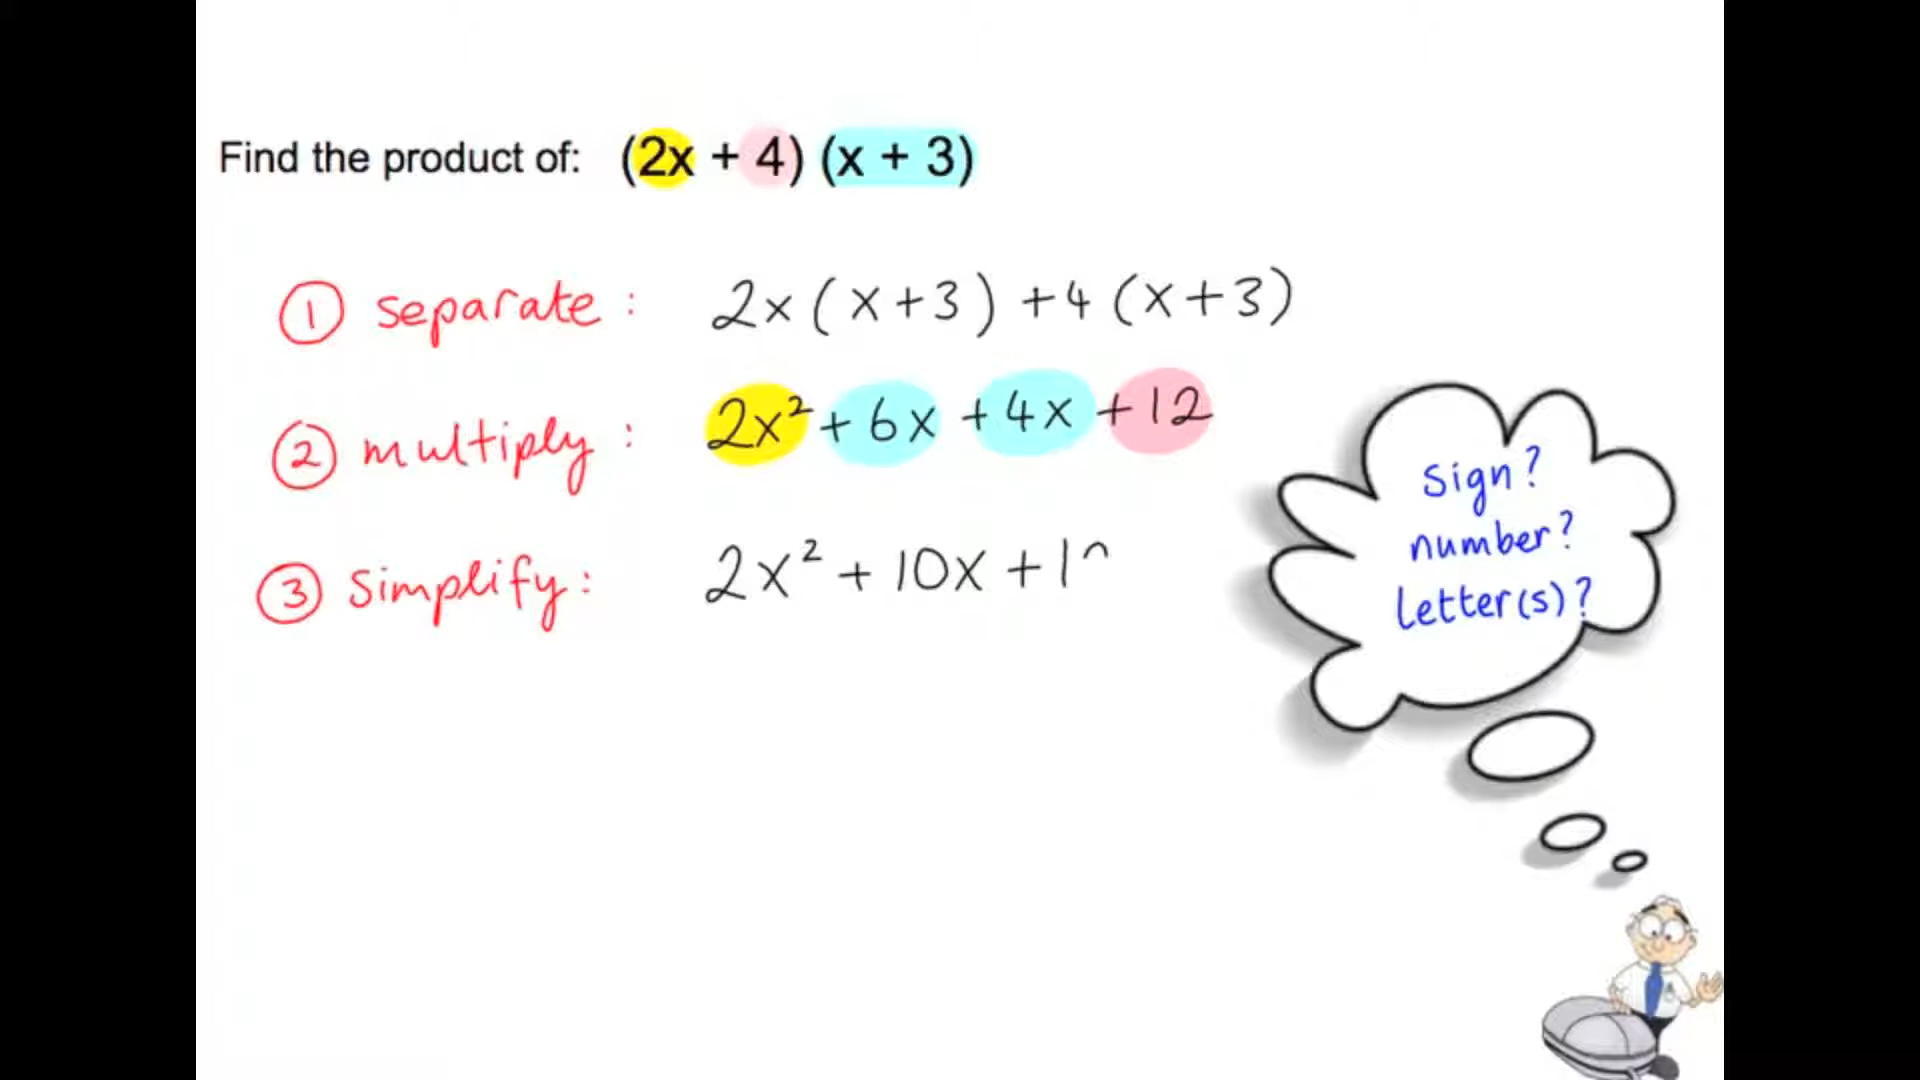 Find the product of: (2x + 4) (x + 3)
① separate : 2x (x+3) +4 (x+3)
② multiply : 2x² + 6x + 4x + 12
③ simplify : 2x² + 10x + 1
Sign?
number?
letter(s)?